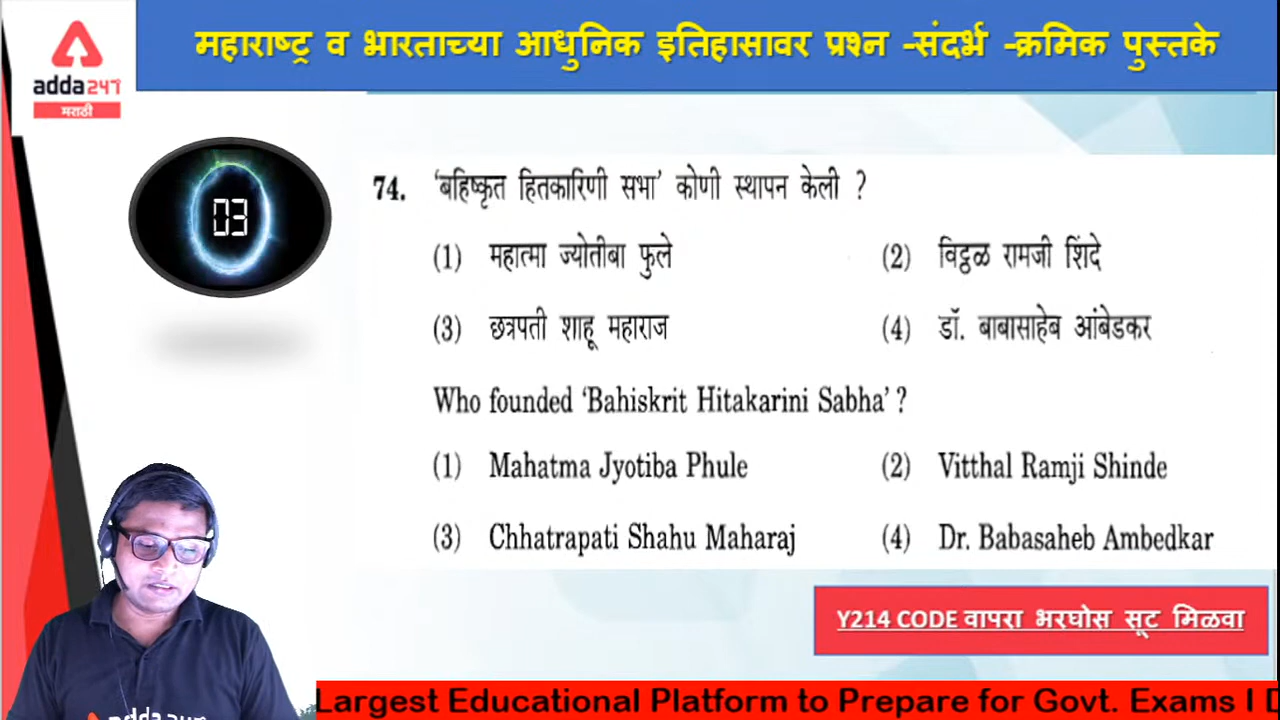 महाराष्ट्र व भारताच्या आधुनिक इतिहासावर प्रश्न -संदर्भ -क्रमिक पुस्तके
adda247
मराठी
03
74. ‘बहिष्कृत हितकारिणी सभा’ कोणी स्थापन केली ?
(1) महात्मा ज्योतीबा फुले (2) विठ्ठल रामजी शिंदे
(3) छत्रपती शाहू महाराज (4) डॉ. बाबासाहेब आंबेडकर
Who founded ‘Bahiskrit Hitakarini Sabha’ ?
(1) Mahatma Jyotiba Phule (2) Vitthal Ramji Shinde
(3) Chhatrapati Shahu Maharaj (4) Dr. Babasaheb Ambedkar
Y214 CODE वापरा भरघोस सूट मिळवा
Largest Educational Platform to Prepare for Govt. Exams I